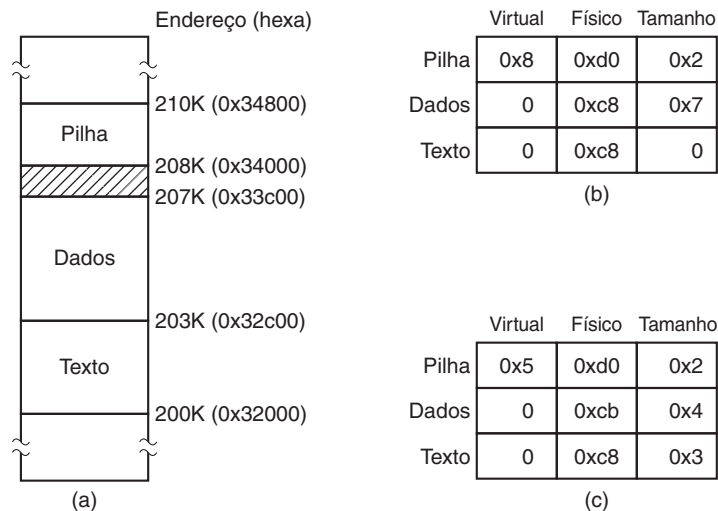 Endereço (hexa)
210K (0x34800)
Pilha
208K (0x34000)
207K (0x33c00)
Dados
203K (0x32c00)
Texto
200K (0x32000)
(a)
Virtual Físico Tamanho
Pilha 0x8 0xd0 0x2
Dados 0 0xc8 0x7
Texto 0 0xc8 0
(b)
Virtual Físico Tamanho
Pilha 0x5 0xd0 0x2
Dados 0 0xcb 0x4
Texto 0 0xc8 0x3
(c)